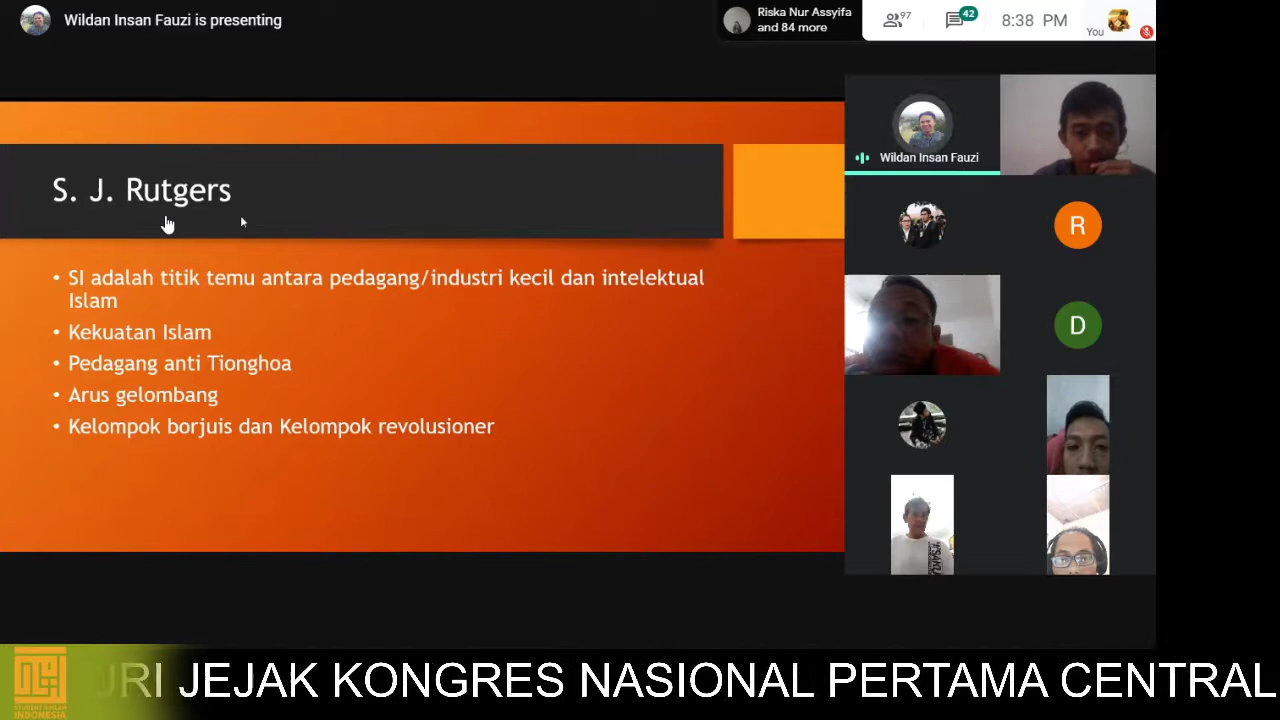 Wildan Insan Fauzi is presenting
Riska Nur Assyifa
and 84 more
97
42
8:38 PM
You
Wildan Insan Fauzi
S. J. Rutgers
R
• SI adalah titik temu antara pedagang/industri kecil dan intelektual
Islam
• Kekuatan Islam
• Pedagang anti Tionghoa
• Arus gelombang
• Kelompok borjuis dan Kelompok revolusioner
D
URI JEJAK KONGRES NASIONAL PERTAMA CENTRAL
INDONESIA